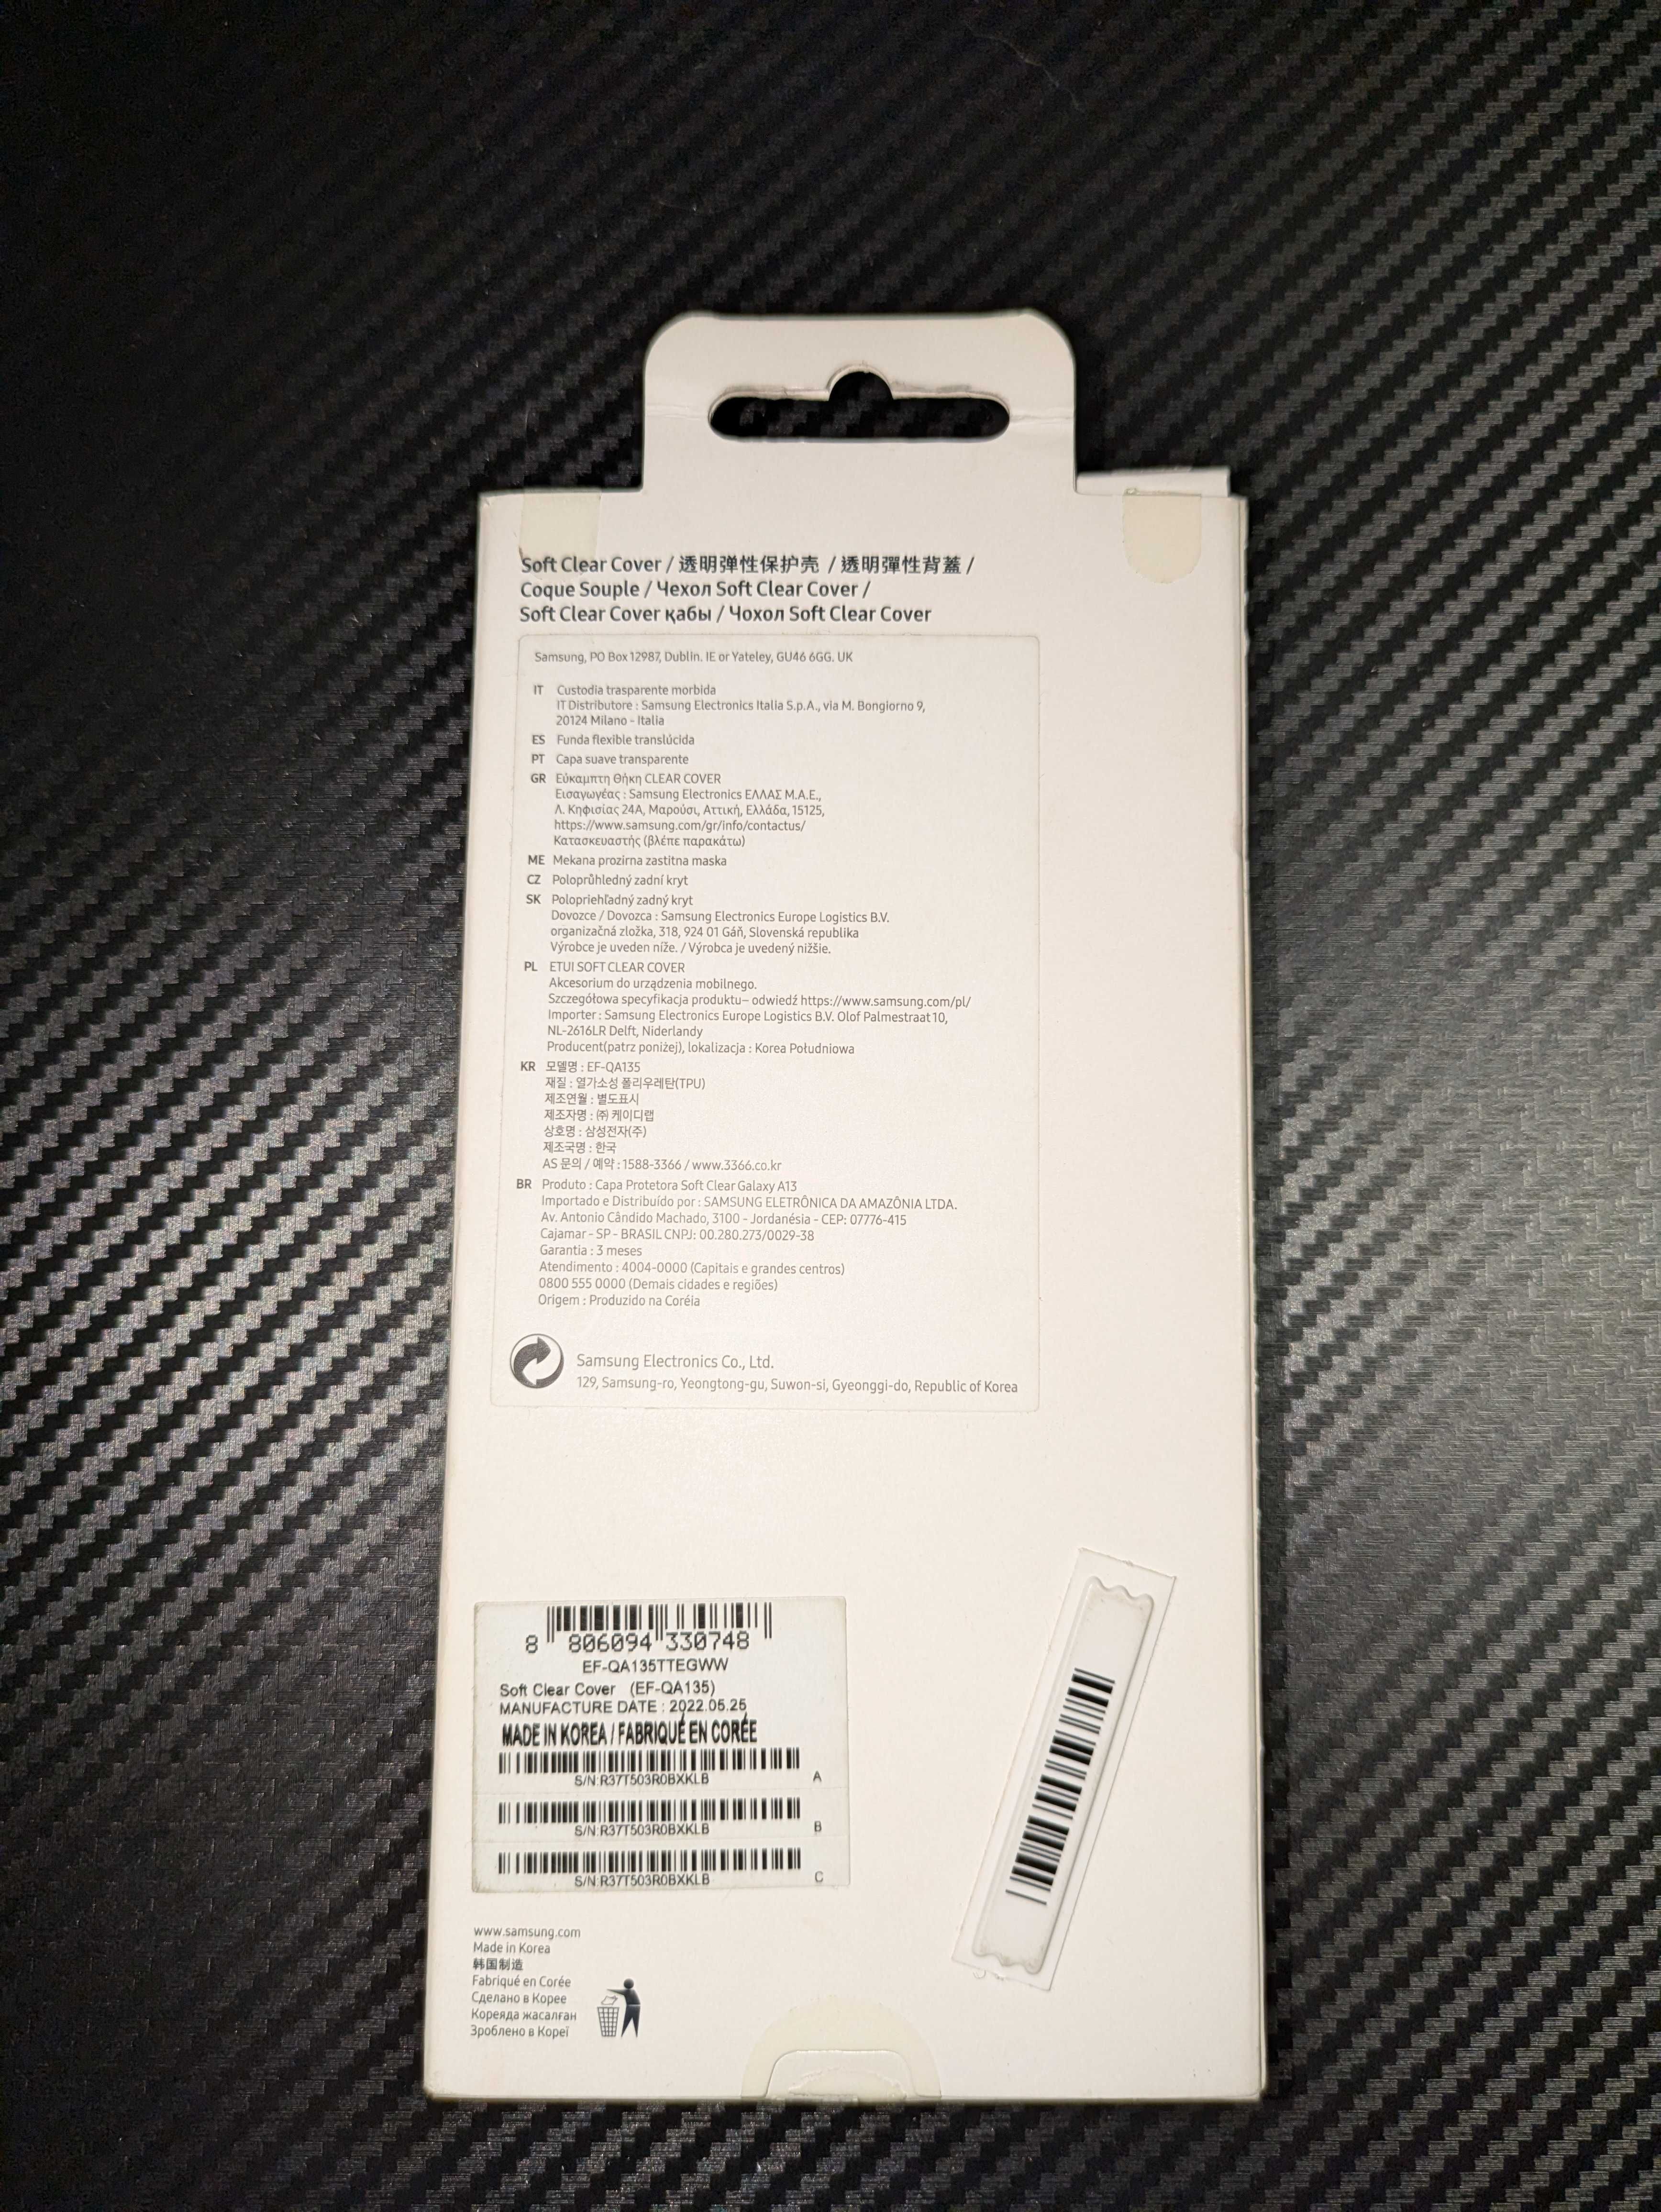 Soft Clear Cover / 透明弹性保护壳 / 透明彈性背蓋 /
Coque Souple / Чехол Soft Clear Cover /
Soft Clear Cover қабы / Чохол Soft Clear Cover
Samsung, PO Box 12987, Dublin. IE or Yateley, GU46 6GG. UK
IT Custodia trasparente morbida
IT Distributore : Samsung Electronics Italia S.p.A., via M. Bongiorno 9,
20124 Milano - Italia
ES Funda flexible translúcida
PT Capa suave transparente
GR Εύκαμπτη Θήκη CLEAR COVER
Εισαγωγέας : Samsung Electronics ΕΛΛΑΣ Μ.Α.Ε.,
Λ. Κηφισίας 24Α, Μαρούσι, Αττική, Ελλάδα, 15125,
https://www.samsung.com/gr/info/contactus/
Κατασκευαστής (βλέπε παρακάτω)
ME Mekana prozirna zastitna maska
CZ Poloprůhledný zadní kryt
SK Polopriehľadný zadný kryt
Dovozce / Dovozca : Samsung Electronics Europe Logistics B.V.
organizačná zložka, 318, 924 01 Gáň, Slovenská republika
Výrobce je uveden níže. / Výrobca je uvedený nižšie.
PL ETUI SOFT CLEAR COVER
Akcesorium do urządzenia mobilnego.
Szczegółowa specyfikacja produktu– odwiedź https://www.samsung.com/pl/
Importer : Samsung Electronics Europe Logistics B.V. Olof Palmestraat 10,
NL-2616LR Delft, Niderlandy
Producent(patrz poniżej), lokalizacja : Korea Południowa
KR 모델명 : EF-QA135
재질 : 열가소성 폴리우레탄(TPU)
제조연월 : 별도표시
제조자명 : ㈜ 케이디랩
상호명 : 삼성전자(주)
제조국명 : 한국
AS 문의 / 예약 : 1588-3366 / www.3366.co.kr
BR Produto : Capa Protetora Soft Clear Galaxy A13
Importado e Distribuído por : SAMSUNG ELETRÔNICA DA AMAZÔNIA LTDA.
Av. Antonio Cândido Machado, 3100 - Jordanésia - CEP: 07776-415
Cajamar - SP - BRASIL CNPJ: 00.280.273/0029-38
Garantia : 3 meses
Atendimento : 4004-0000 (Capitais e grandes centros)
0800 555 0000 (Demais cidades e regiões)
Origem : Produzido na Coréia
Samsung Electronics Co., Ltd.
129, Samsung-ro, Yeongtong-gu, Suwon-si, Gyeonggi-do, Republic of Korea
8 806094 330748
EF-QA135TTEGWW
Soft Clear Cover (EF-QA135)
MANUFACTURE DATE : 2022.05.25
MADE IN KOREA / FABRIQUÉ EN CORÉE
S/N:R37T503R0BXKLB A
S/N:R37T503R0BXKLB B
S/N:R37T503R0BXKLB C
www.samsung.com
Made in Korea
韩国制造
Fabriqué en Corée
Сделано в Корее
Кореяда жасалған
Зроблено в Кореї